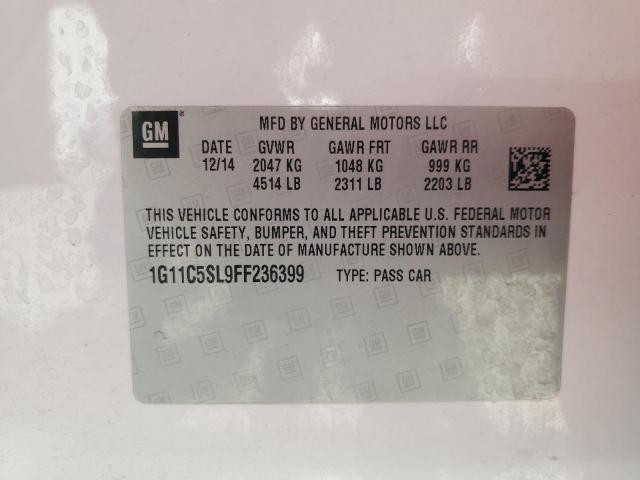 GM
MFD BY GENERAL MOTORS LLC
DATE GVWR GAWR FRT GAWR RR
12/14 2047 KG 1048 KG 999 KG
4514 LB 2311 LB 2203 LB
THIS VEHICLE CONFORMS TO ALL APPLICABLE U.S. FEDERAL MOTOR
VEHICLE SAFETY, BUMPER, AND THEFT PREVENTION STANDARDS IN
EFFECT ON THE DATE OF MANUFACTURE SHOWN ABOVE.
1G11C5SL9FF236399 TYPE: PASS CAR